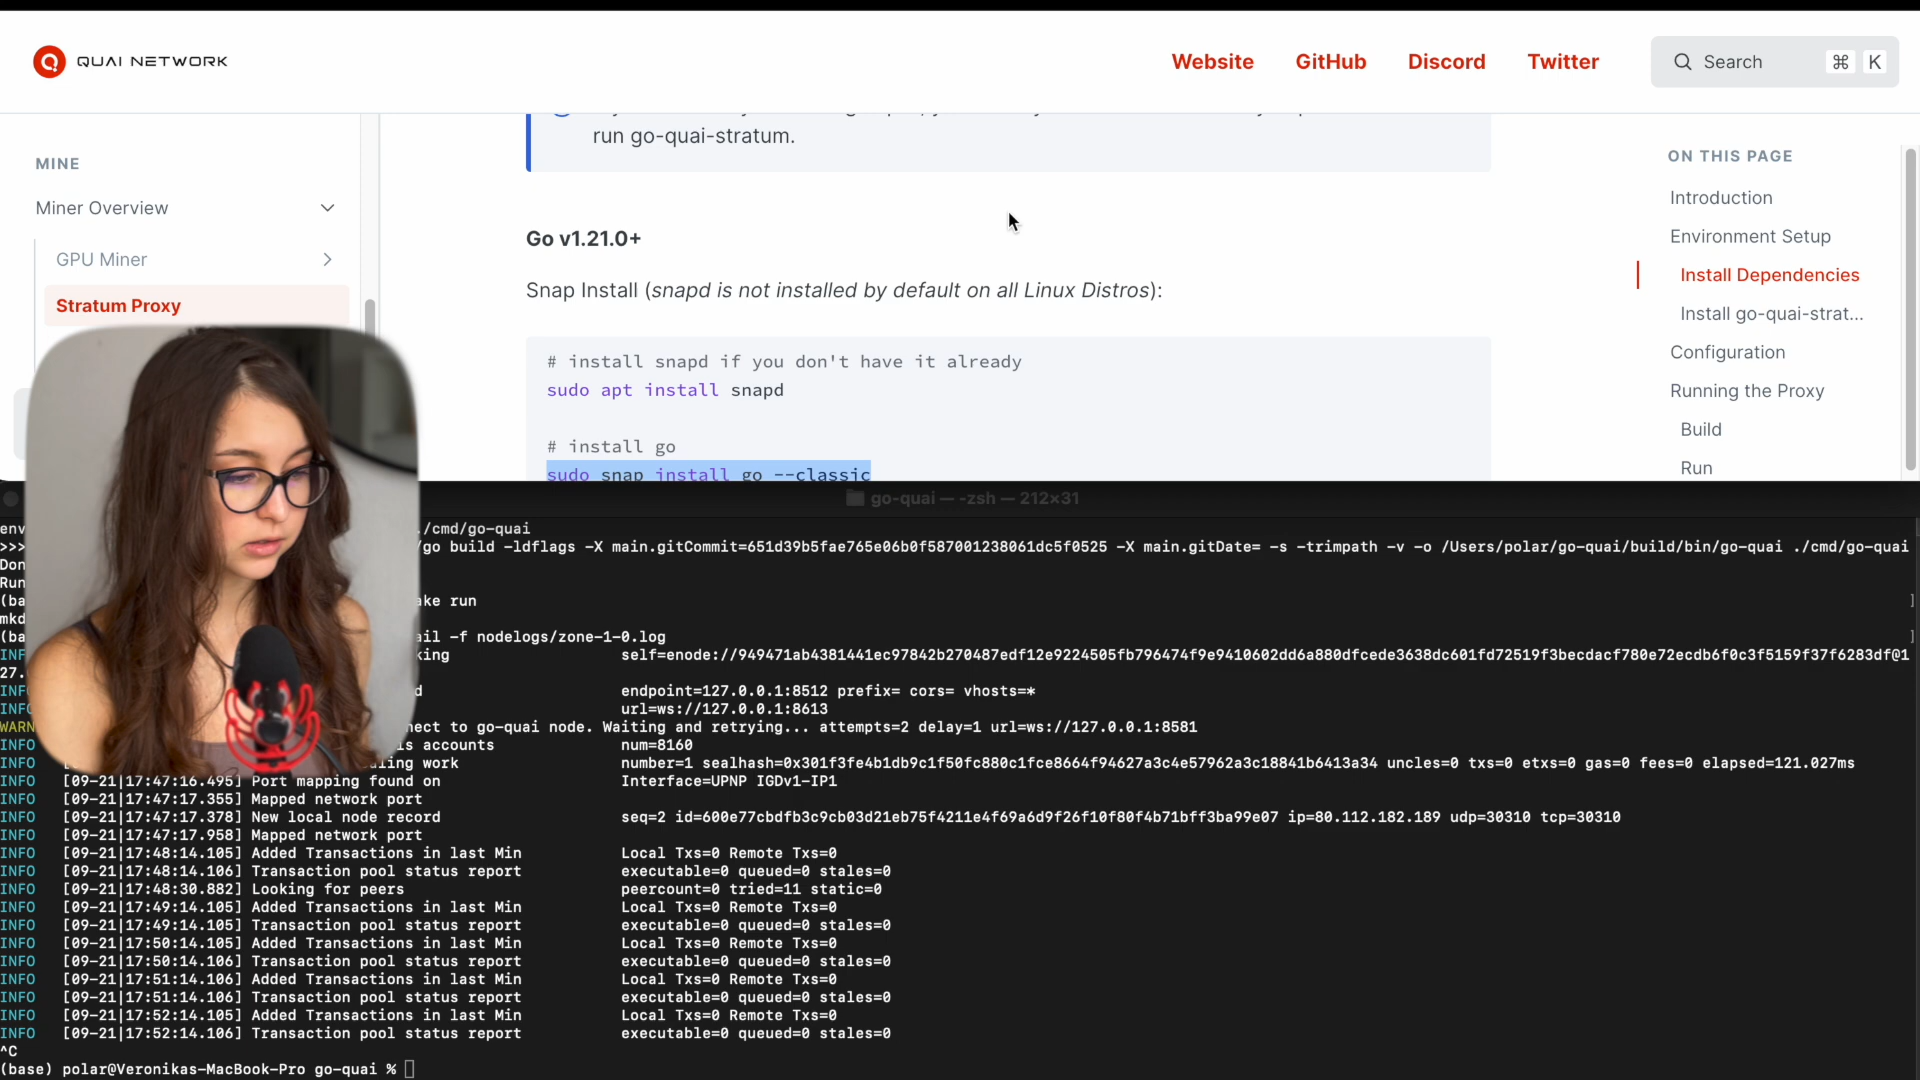 QUAI NETWORK
Website
GitHub
Discord
Twitter
Search
⌘ K
MINE
Miner Overview
GPU Miner
Stratum Proxy
run go-quai-stratum.
Go v1.21.0+
Snap Install (snapd is not installed by default on all Linux Distros):
# install snapd if you don't have it already
sudo apt install snapd
# install go
sudo snap install go --classic
ON THIS PAGE
Introduction
Environment Setup
Install Dependencies
Install go-quai-strat...
Configuration
Running the Proxy
Build
Run
go-quai — -zsh — 212×31
env ./cmd/go-quai
>>> /go build -ldflags -X main.gitCommit=651d39b5fae765e06b0f587001238061dc5f0525 -X main.gitDate= -s -trimpath -v -o /Users/polar/go-quai/build/bin/go-quai ./cmd/go-quai
Don
Run
(ba ake run ]
mkd
(ba ail -f nodelogs/zone-1-0.log ]
INFO king self=enode://949471ab4381441ec97842b270487edf12e9224505fb796474f9e9410602dd6a880dfcede3638dc601fd72519f3becdacf780e72ecdb6f0c3f5159f37f6283df@1
27.
INFO d endpoint=127.0.0.1:8512 prefix= cors= vhosts=*
INFO url=ws://127.0.0.1:8613
WARN nect to go-quai node. Waiting and retrying... attempts=2 delay=1 url=ws://127.0.0.1:8581
INFO is accounts num=8160
INFO aling work number=1 sealhash=0x301f3fe4b1db9c1f50fc880c1fce8664f94627a3c4e57962a3c18841b6413a34 uncles=0 txs=0 etxs=0 gas=0 fees=0 elapsed=121.027ms
INFO [09-21|17:47:16.495] Port mapping found on Interface=UPNP IGDv1-IP1
INFO [09-21|17:47:17.355] Mapped network port
INFO [09-21|17:47:17.378] New local node record seq=2 id=600e77cbdfb3c9cb03d21eb75f4211e4f69a6d9f26f10f80f4b71bff3ba99e07 ip=80.112.182.189 udp=30310 tcp=30310
INFO [09-21|17:47:17.958] Mapped network port
INFO [09-21|17:48:14.105] Added Transactions in last Min Local Txs=0 Remote Txs=0
INFO [09-21|17:48:14.106] Transaction pool status report executable=0 queued=0 stales=0
INFO [09-21|17:48:30.882] Looking for peers peercount=0 tried=11 static=0
INFO [09-21|17:49:14.105] Added Transactions in last Min Local Txs=0 Remote Txs=0
INFO [09-21|17:49:14.105] Transaction pool status report executable=0 queued=0 stales=0
INFO [09-21|17:50:14.105] Added Transactions in last Min Local Txs=0 Remote Txs=0
INFO [09-21|17:50:14.106] Transaction pool status report executable=0 queued=0 stales=0
INFO [09-21|17:51:14.106] Added Transactions in last Min Local Txs=0 Remote Txs=0
INFO [09-21|17:51:14.106] Transaction pool status report executable=0 queued=0 stales=0
INFO [09-21|17:52:14.105] Added Transactions in last Min Local Txs=0 Remote Txs=0
INFO [09-21|17:52:14.106] Transaction pool status report executable=0 queued=0 stales=0
^C
(base) polar@Veronikas-MacBook-Pro go-quai %